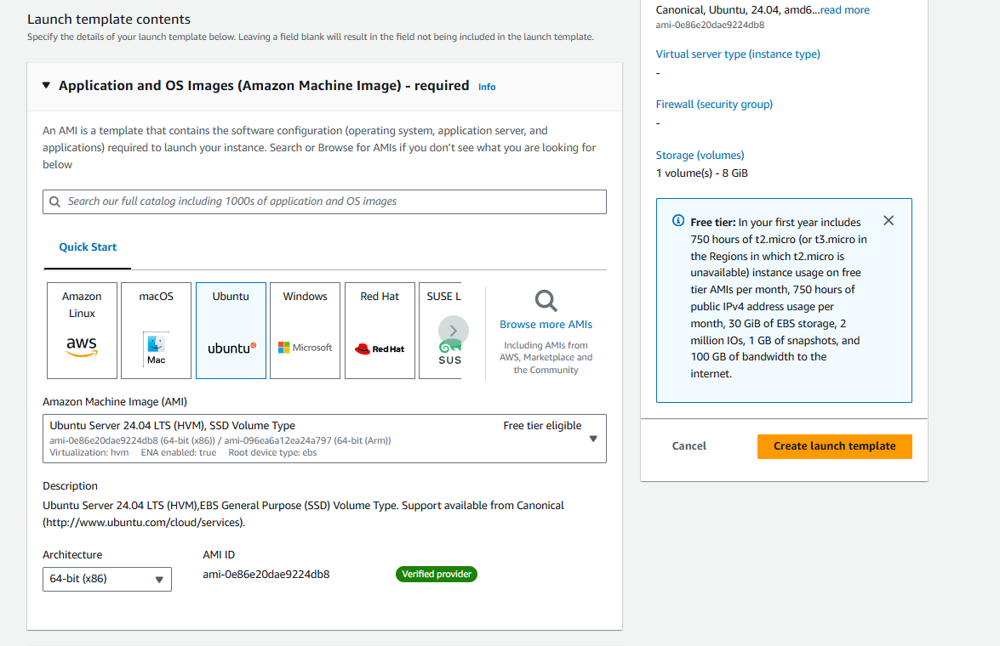 Launch template contents
Specify the details of your launch template below. Leaving a field blank will result in the field not being included in the launch template.
Application and OS Images (Amazon Machine Image) - required Info
An AMI is a template that contains the software configuration (operating system, application server, and
applications) required to launch your instance. Search or Browse for AMIs if you don't see what you are looking for
below
Search our full catalog including 1000s of application and OS images
Quick Start
Amazon
Linux
aws
macOS
Mac
Ubuntu
ubuntu
Windows
Microsoft
Red Hat
Red Hat
SUSE L
SUS
Browse more AMIs
Including AMIs from
AWS, Marketplace and
the Community
Amazon Machine Image (AMI)
Ubuntu Server 24.04 LTS (HVM), SSD Volume Type Free tier eligible
ami-0e86e20dae9224db8 (64-bit (x86)) / ami-096ea6a12ea24a797 (64-bit (Arm))
Virtualization: hvm ENA enabled: true Root device type: ebs
Description
Ubuntu Server 24.04 LTS (HVM),EBS General Purpose (SSD) Volume Type. Support available from Canonical
(http://www.ubuntu.com/cloud/services).
Architecture AMI ID
64-bit (x86) ami-0e86e20dae9224db8 Verified provider
Canonical, Ubuntu, 24.04, amd6...read more
ami-0e86e20dae9224db8
Virtual server type (instance type)
-
Firewall (security group)
-
Storage (volumes)
1 volume(s) - 8 GiB
Free tier: In your first year includes
750 hours of t2.micro (or t3.micro in
the Regions in which t2.micro is
unavailable) instance usage on free
tier AMIs per month, 750 hours of
public IPv4 address usage per
month, 30 GiB of EBS storage, 2
million IOs, 1 GB of snapshots, and
100 GB of bandwidth to the
internet.
Cancel Create launch template